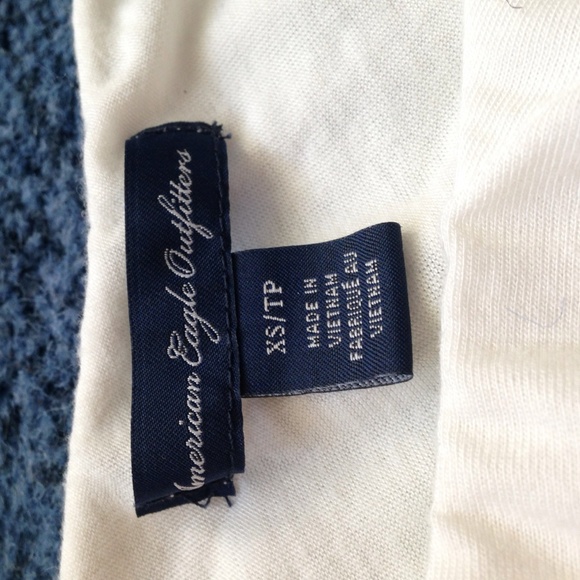 American Eagle Outfitters
XS/TP
MADE IN
VIETNAM
FABRIQUÉ AU
VIETNAM